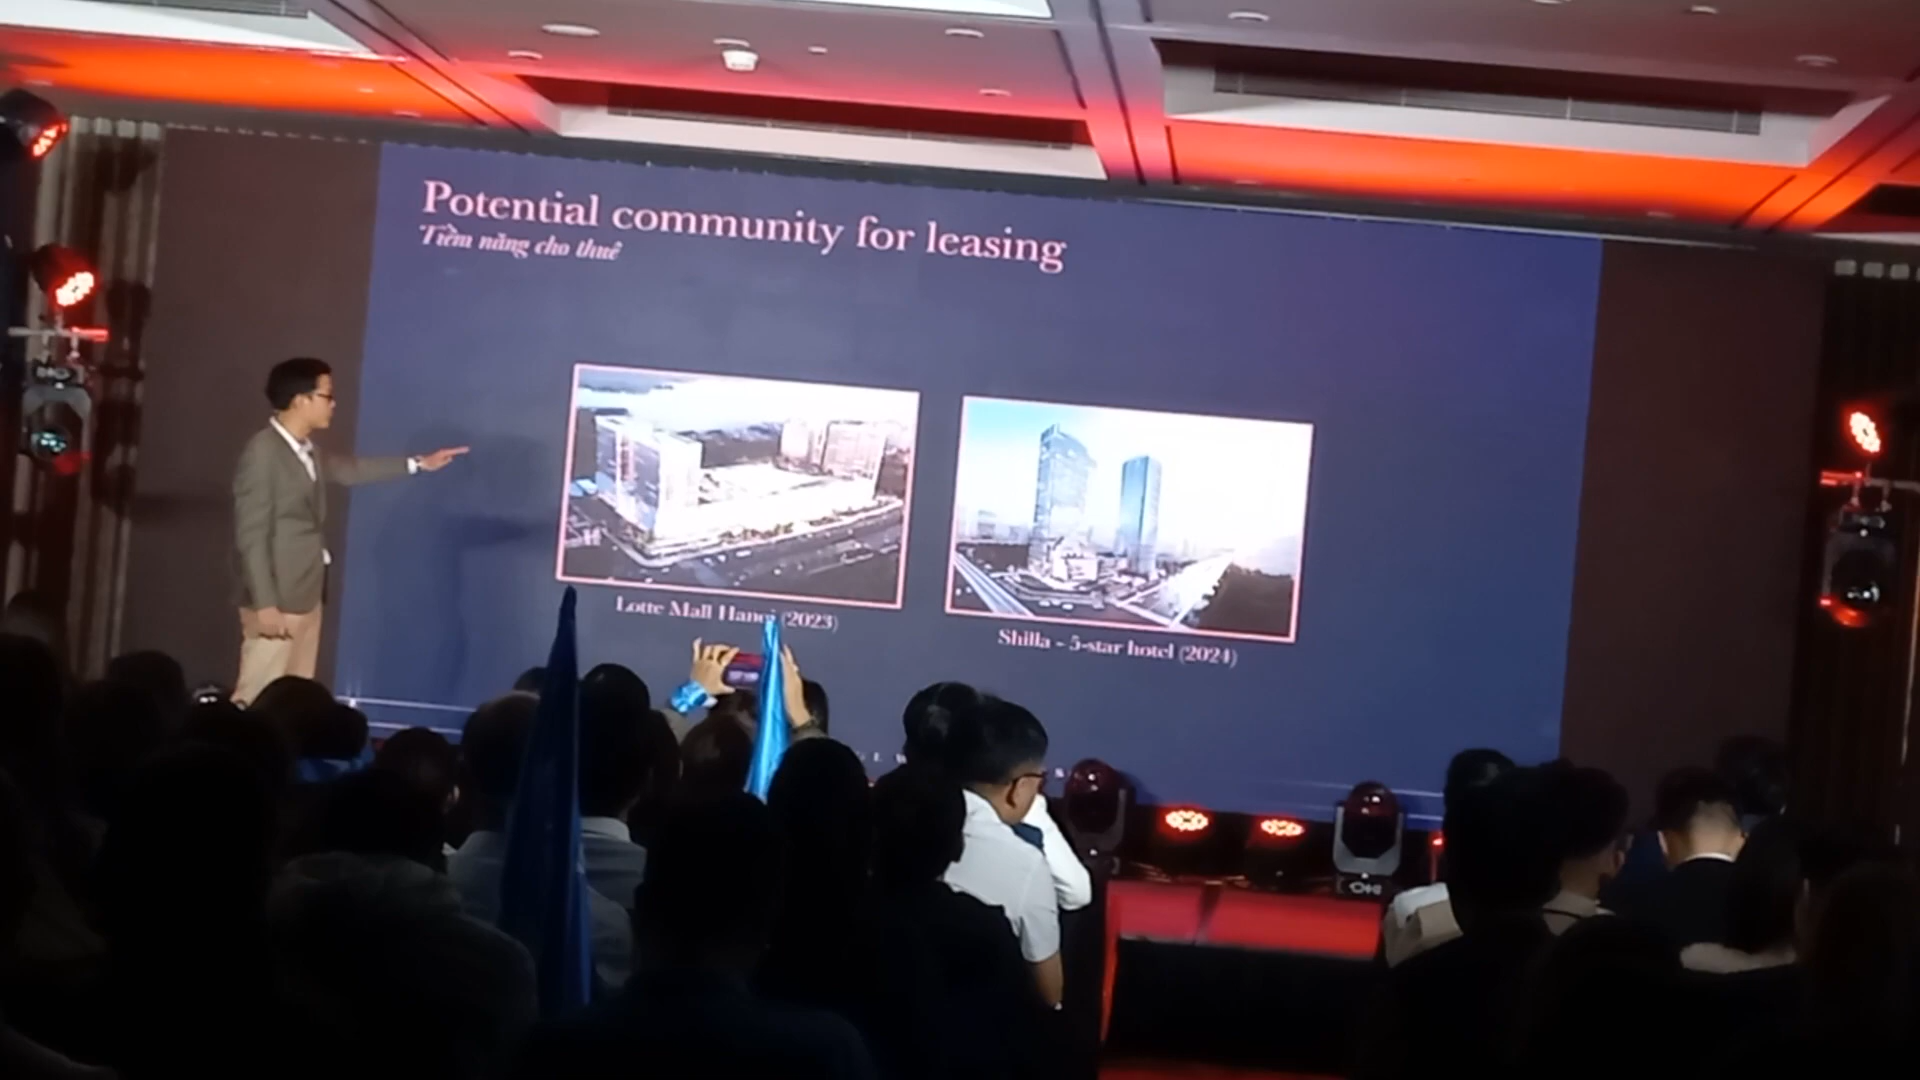 Potential community for leasing
Tiềm năng cho thuê
Lotte Mall Hanoi (2023)
Shilla - 5-star hotel (2024)